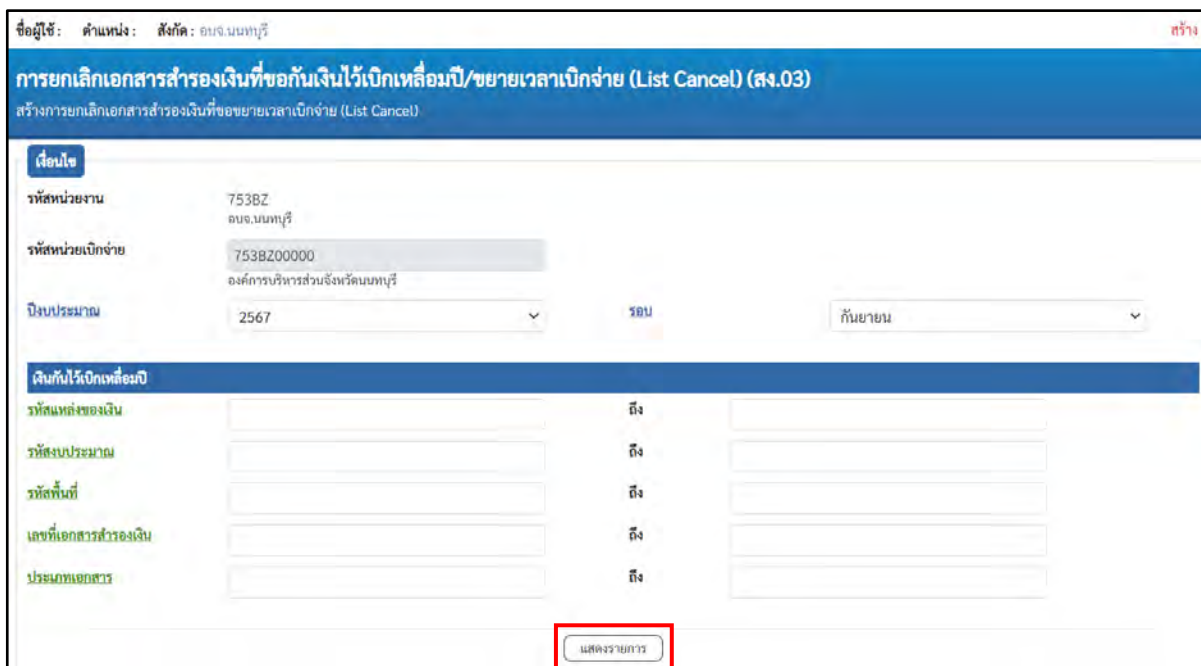 ชื่อผู้ใช้ : ตำแหน่ง : สังกัด : อบจ.นนทบุรี สร้าง
การยกเลิกเอกสารสำรองเงินที่ขอกันเงินไว้เบิกเหลื่อมปี/ขยายเวลาเบิกจ่าย (List Cancel) (สง.03)
สร้างการยกเลิกเอกสารสำรองเงินที่ขอขยายเวลาเบิกจ่าย (List Cancel)
เงื่อนไข
รหัสหน่วยงาน 753BZ
อบจ.นนทบุรี
รหัสหน่วยเบิกจ่าย 753BZ00000
องค์การบริหารส่วนจังหวัดนนทบุรี
ปีงบประมาณ 2567 รอบ กันยายน
เงินกันไว้เบิกเหลื่อมปี
รหัสแหล่งของเงิน ถึง
รหัสงบประมาณ ถึง
รหัสพื้นที่ ถึง
เลขที่เอกสารสำรองเงิน ถึง
ประเภทเอกสาร ถึง
แสดงรายการ